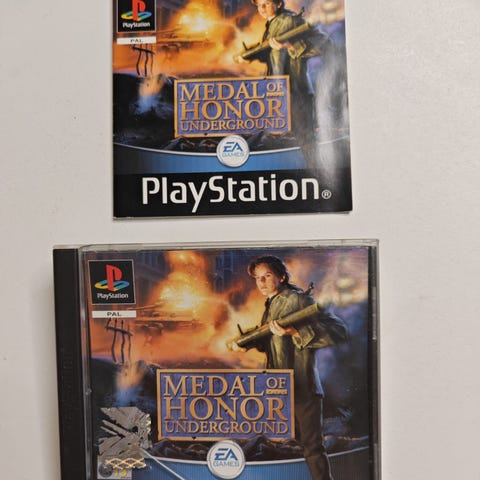 PlayStation
PAL
MEDAL OF
HONOR
UNDERGROUND
EA
GAMES
PlayStation®
PlayStation
PAL
MEDAL OF
HONOR
UNDERGROUND
EA
GAMES